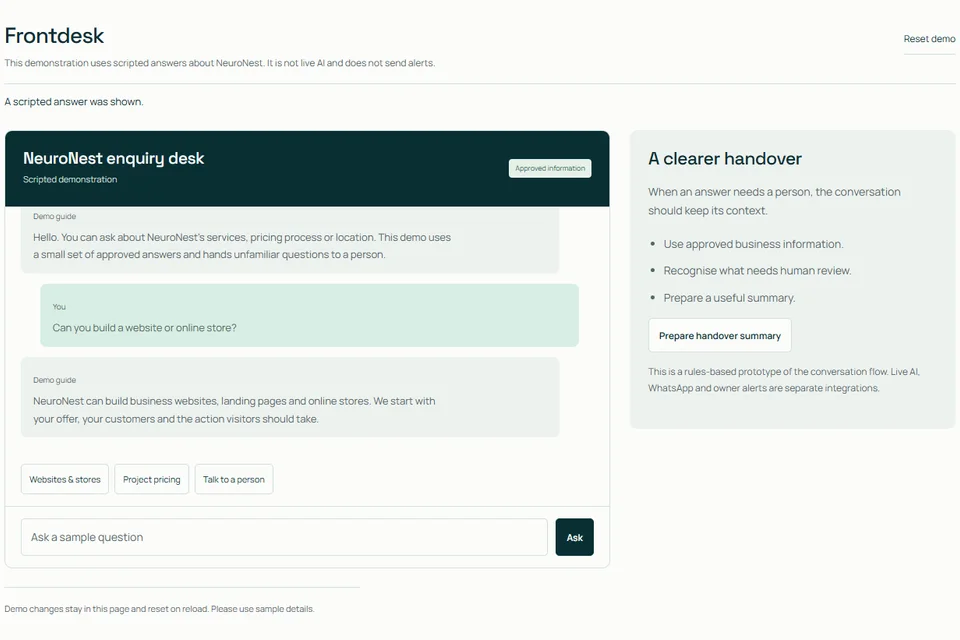 Frontdesk
Reset demo
This demonstration uses scripted answers about NeuroNest. It is not live AI and does not send alerts.
A scripted answer was shown.
NeuroNest enquiry desk
Scripted demonstration
Approved information
Demo guide
Hello. You can ask about NeuroNest's services, pricing process or location. This demo uses
a small set of approved answers and hands unfamiliar questions to a person.
You
Can you build a website or online store?
Demo guide
NeuroNest can build business websites, landing pages and online stores. We start with
your offer, your customers and the action visitors should take.
Websites & stores
Project pricing
Talk to a person
Ask a sample question
Ask
A clearer handover
When an answer needs a person, the conversation
should keep its context.
Use approved business information.
Recognise what needs human review.
Prepare a useful summary.
Prepare handover summary
This is a rules-based prototype of the conversation flow. Live AI,
WhatsApp and owner alerts are separate integrations.
Demo changes stay in this page and reset on reload. Please use sample details.